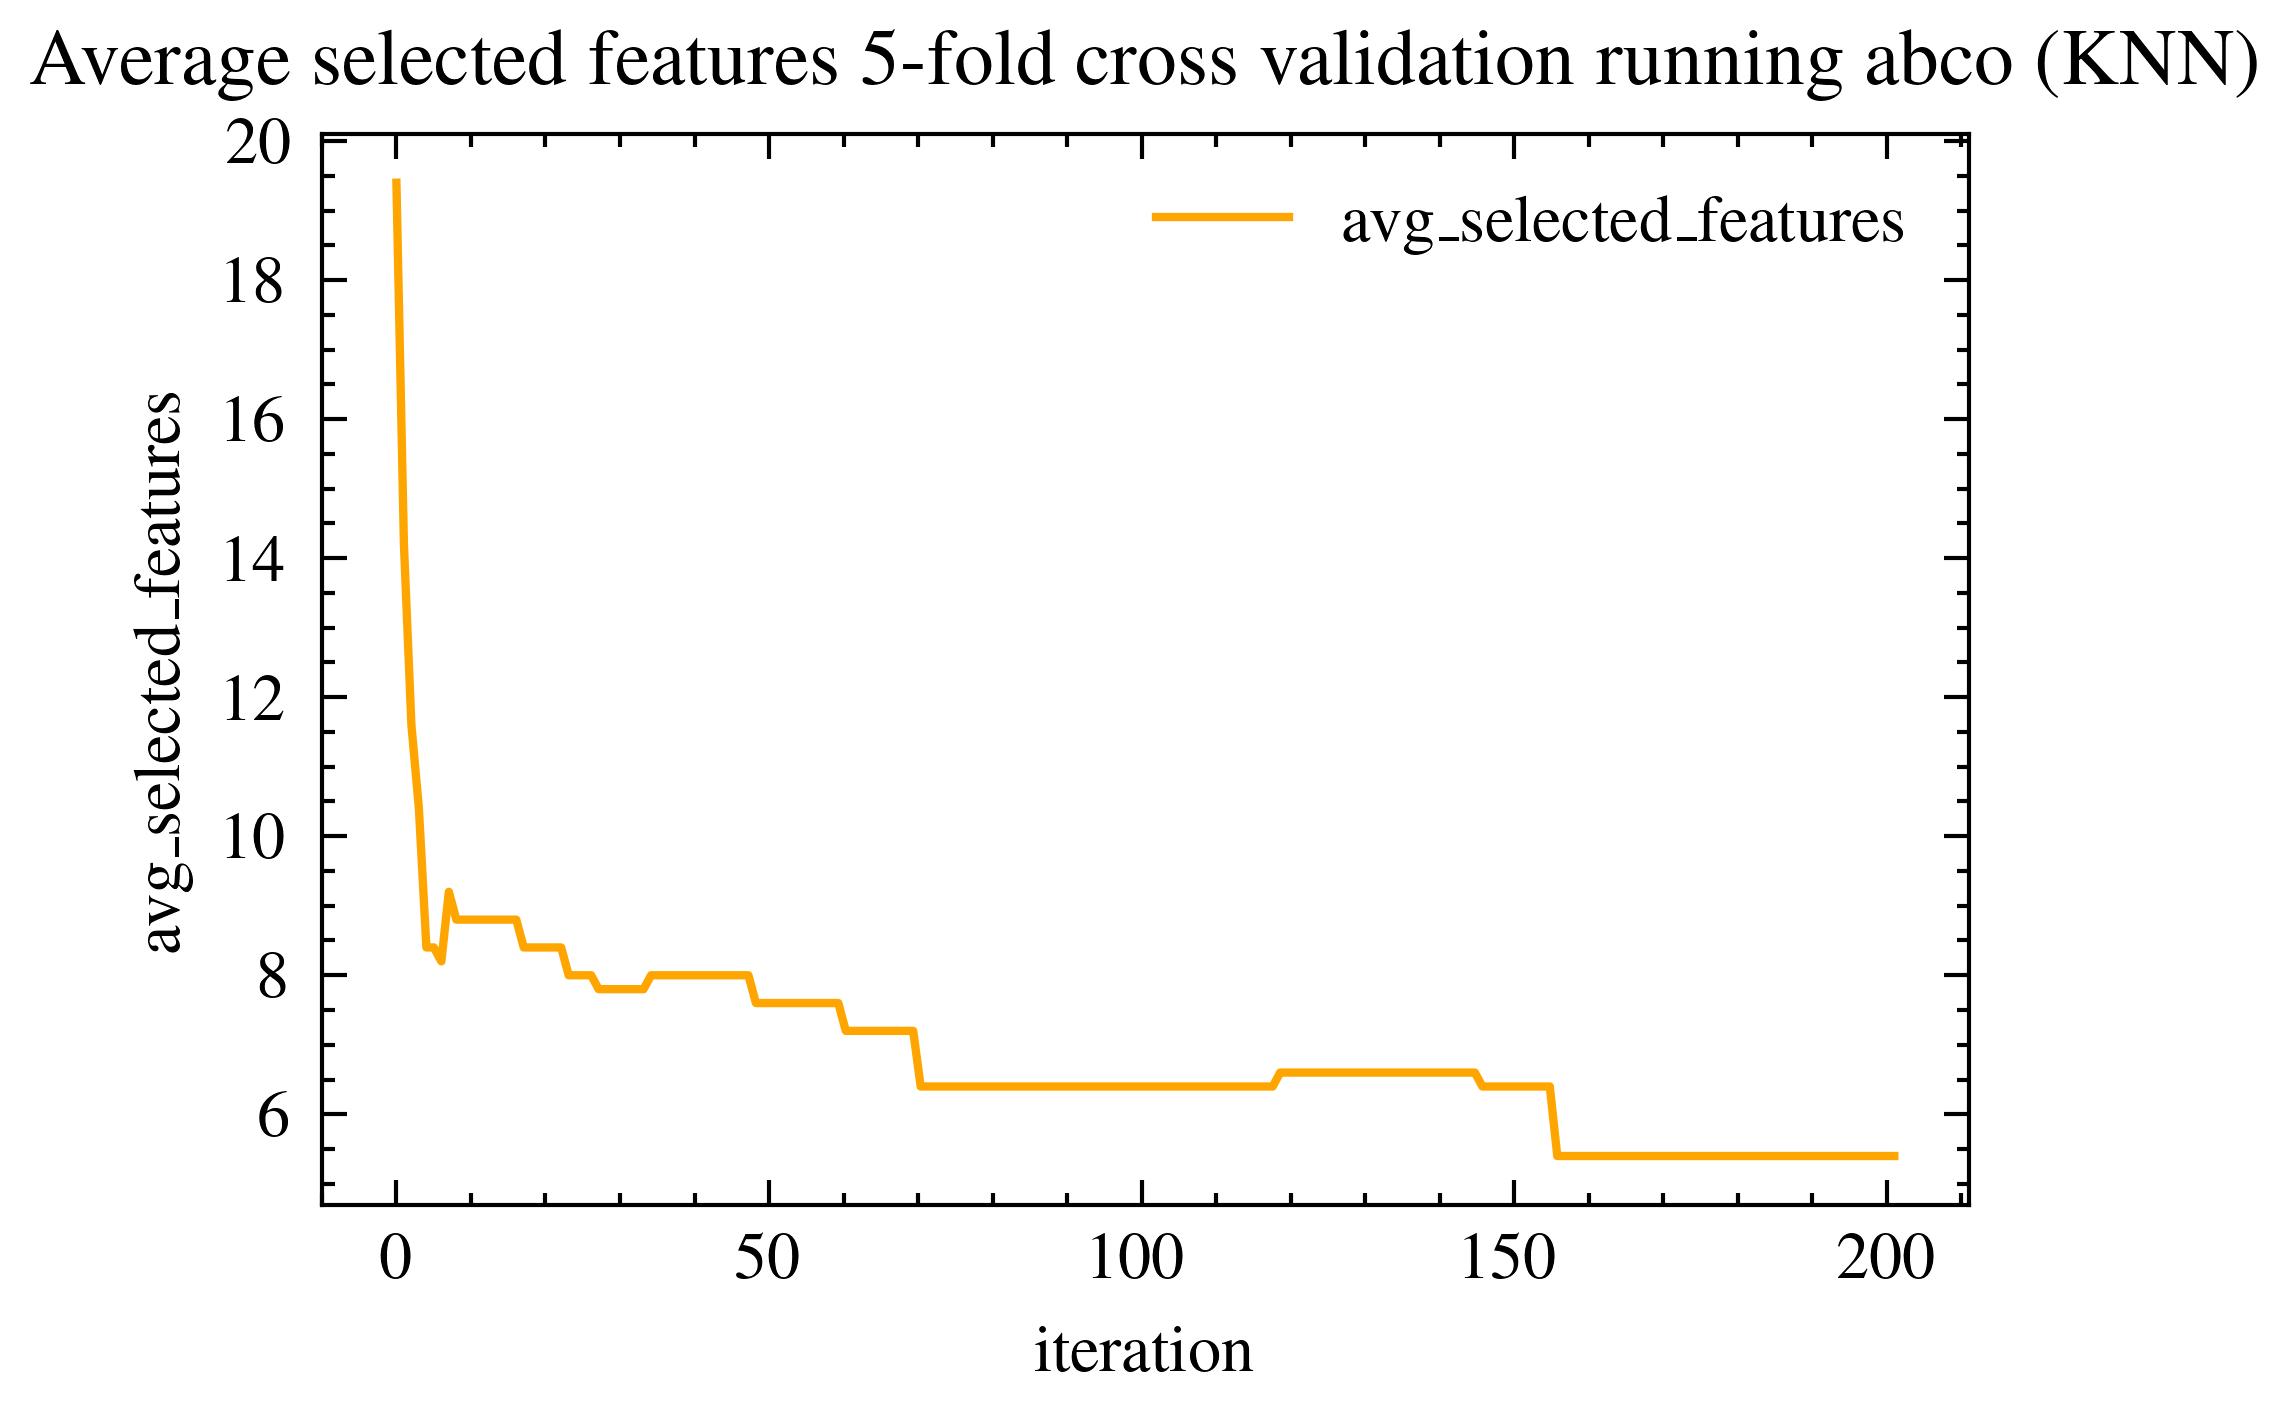 Average selected features 5-fold cross validation running abco (KNN)
avg_selected_features
20
18
16
14
12
10
8
6
avg_selected_features
0 50 100 150 200
iteration